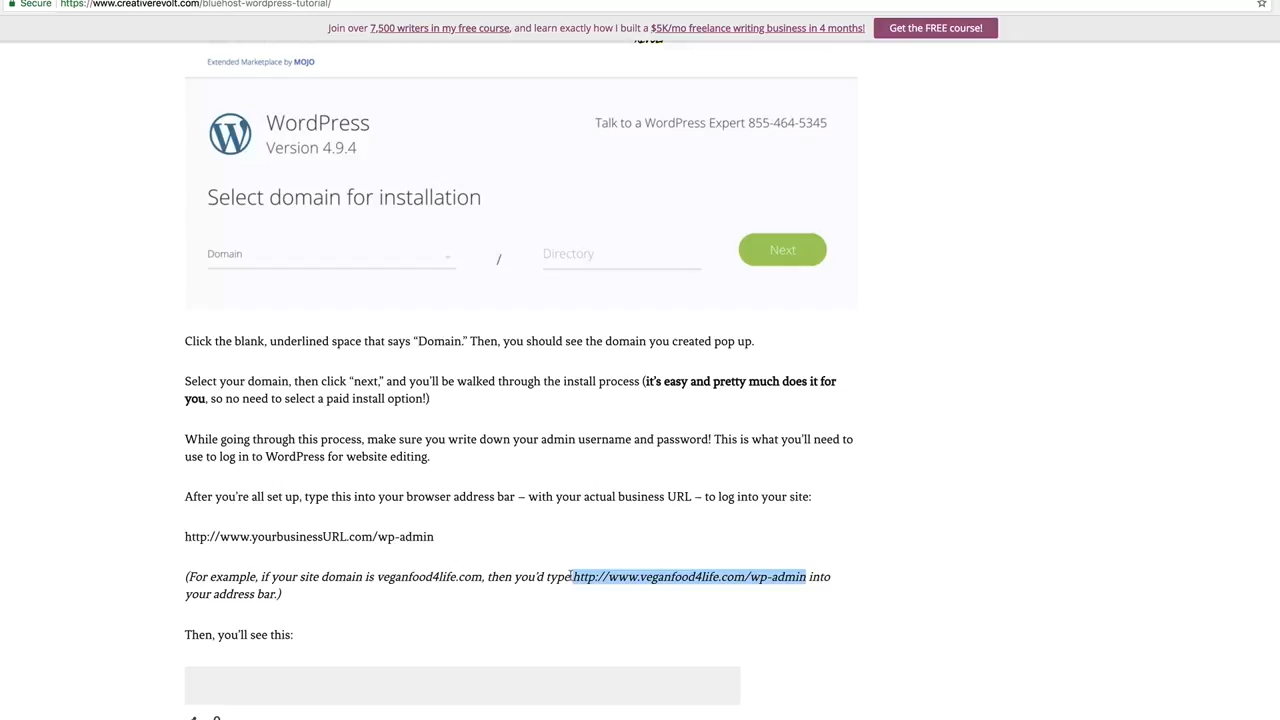 Secure https://www.creativerevolt.com/bluehost-wordpress-tutorial/
Join over 7,500 writers in my free course, and learn exactly how I built a $5K/mo freelance writing business in 4 months! Get the FREE course!
Extended Marketplace by MOJO
WordPress
Talk to a WordPress Expert 855-464-5345
Version 4.9.4
Select domain for installation
Domain / Directory Next
Click the blank, underlined space that says “Domain.” Then, you should see the domain you created pop up.
Select your domain, then click “next,” and you’ll be walked through the install process (it’s easy and pretty much does it for
you, so no need to select a paid install option!)
While going through this process, make sure you write down your admin username and password! This is what you’ll need to
use to log in to WordPress for website editing.
After you’re all set up, type this into your browser address bar – with your actual business URL – to log into your site:
http://www.yourbusinessURL.com/wp-admin
(For example, if your site domain is veganfood4life.com, then you’d type http://www.veganfood4life.com/wp-admin into
your address bar.)
Then, you’ll see this: